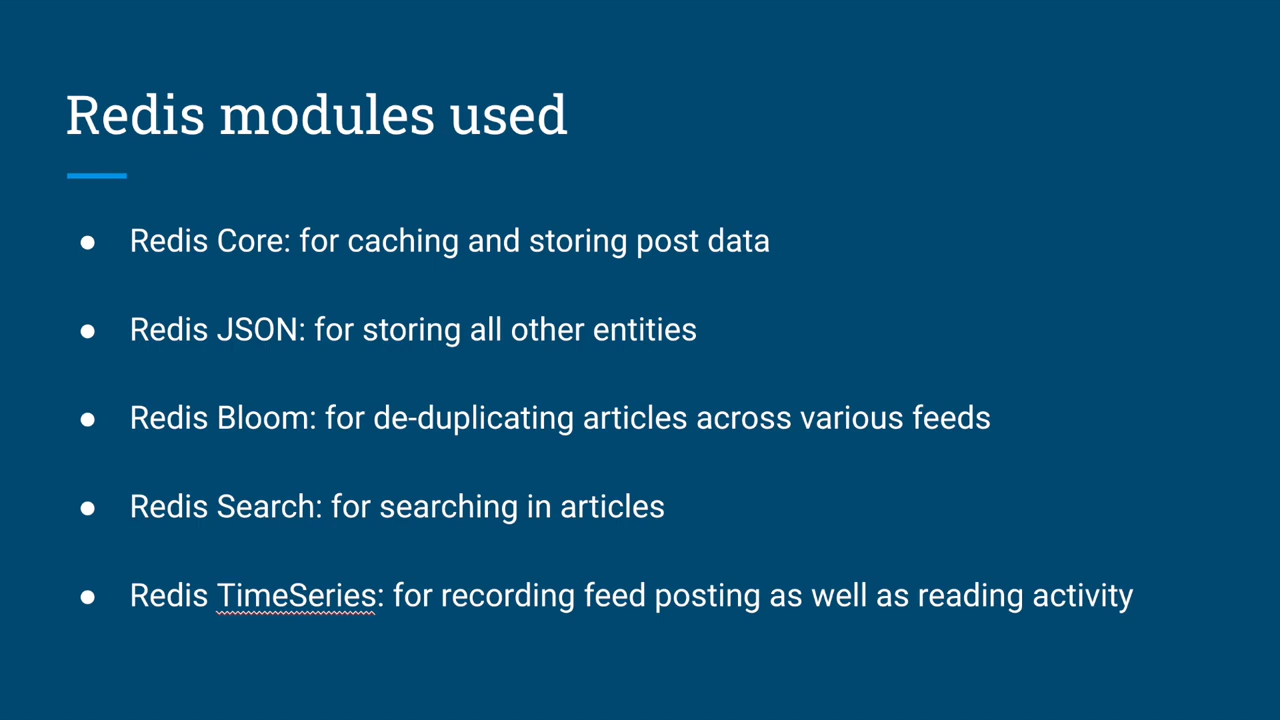 Redis modules used
● Redis Core: for caching and storing post data
● Redis JSON: for storing all other entities
● Redis Bloom: for de-duplicating articles across various feeds
● Redis Search: for searching in articles
● Redis TimeSeries: for recording feed posting as well as reading activity